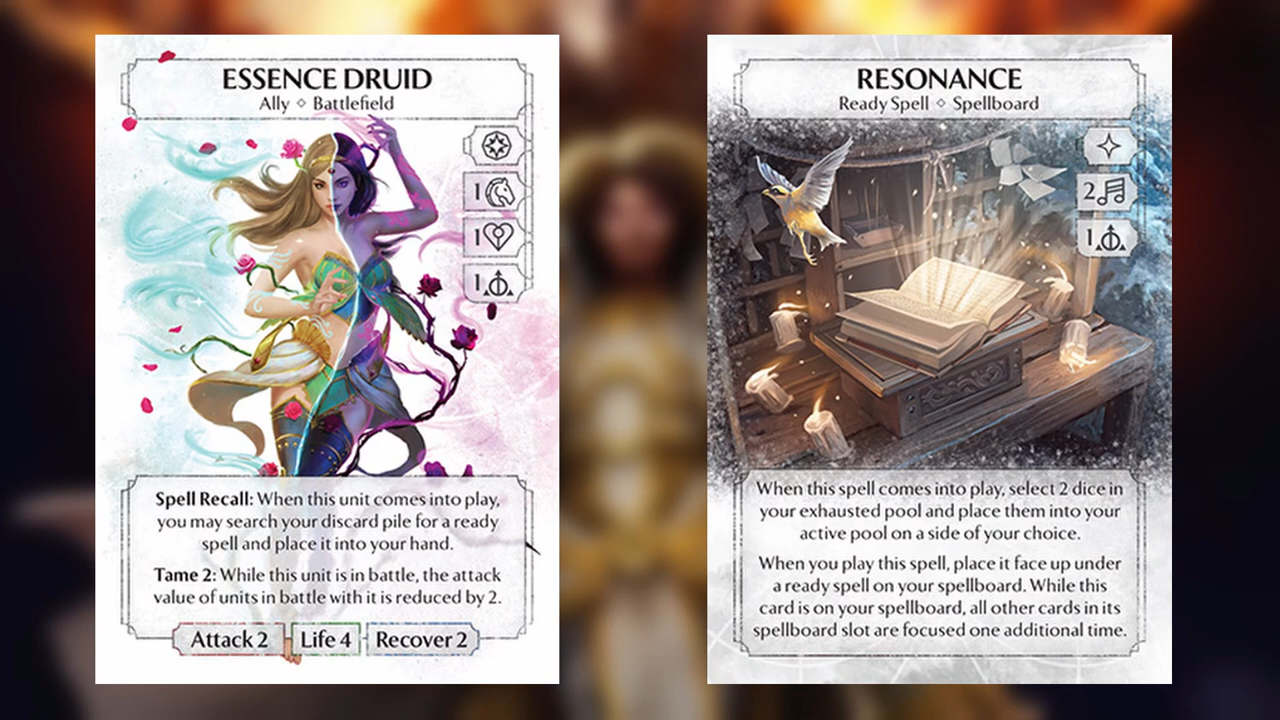 ESSENCE DRUID
Ally ◇ Battlefield
1
1
1
Spell Recall: When this unit comes into play,
you may search your discard pile for a ready
spell and place it into your hand.
Tame 2: While this unit is in battle, the attack
value of units in battle with it is reduced by 2.
Attack 2 Life 4 Recover 2
RESONANCE
Ready Spell ◇ Spellboard
2
1
When this spell comes into play, select 2 dice in
your exhausted pool and place them into your
active pool on a side of your choice.
When you play this spell, place it face up under
a ready spell on your spellboard. While this
card is on your spellboard, all other cards in its
spellboard slot are focused one additional time.